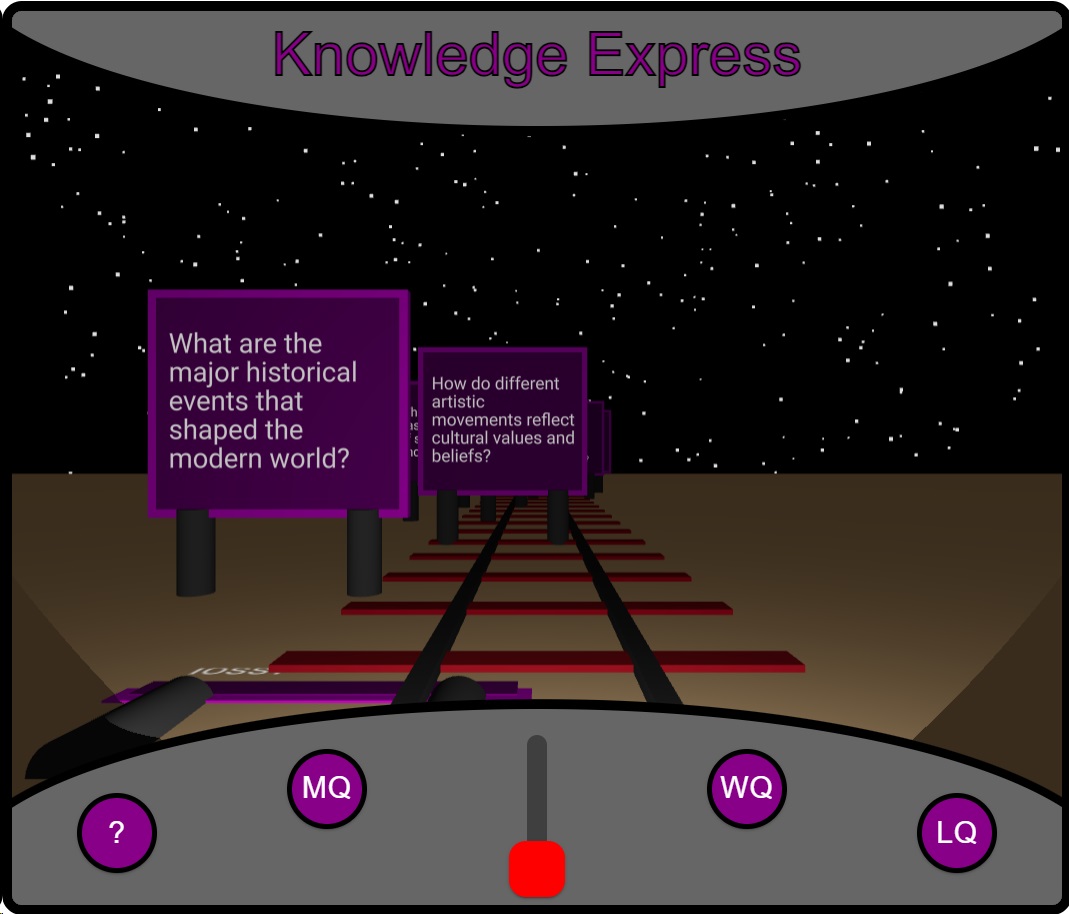 Knowledge Express
What are the
major historical
events that
shaped the
modern world?
How do different
artistic
movements reflect
cultural values and
beliefs?
?
MQ
WQ
LQ